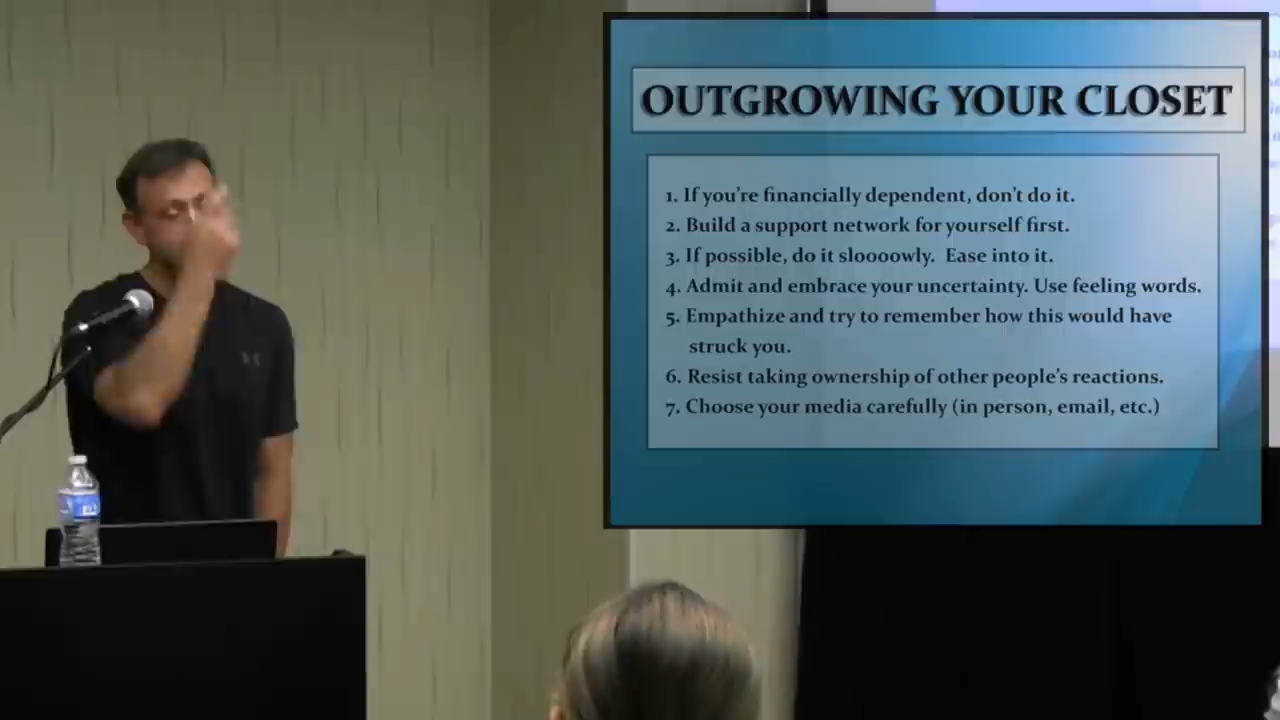 OUTGROWING YOUR CLOSET
1. If you're financially dependent, don't do it.
2. Build a support network for yourself first.
3. If possible, do it sloooowly.  Ease into it.
4. Admit and embrace your uncertainty. Use feeling words.
5. Empathize and try to remember how this would have
struck you.
6. Resist taking ownership of other people's reactions.
7. Choose your media carefully (in person, email, etc.)